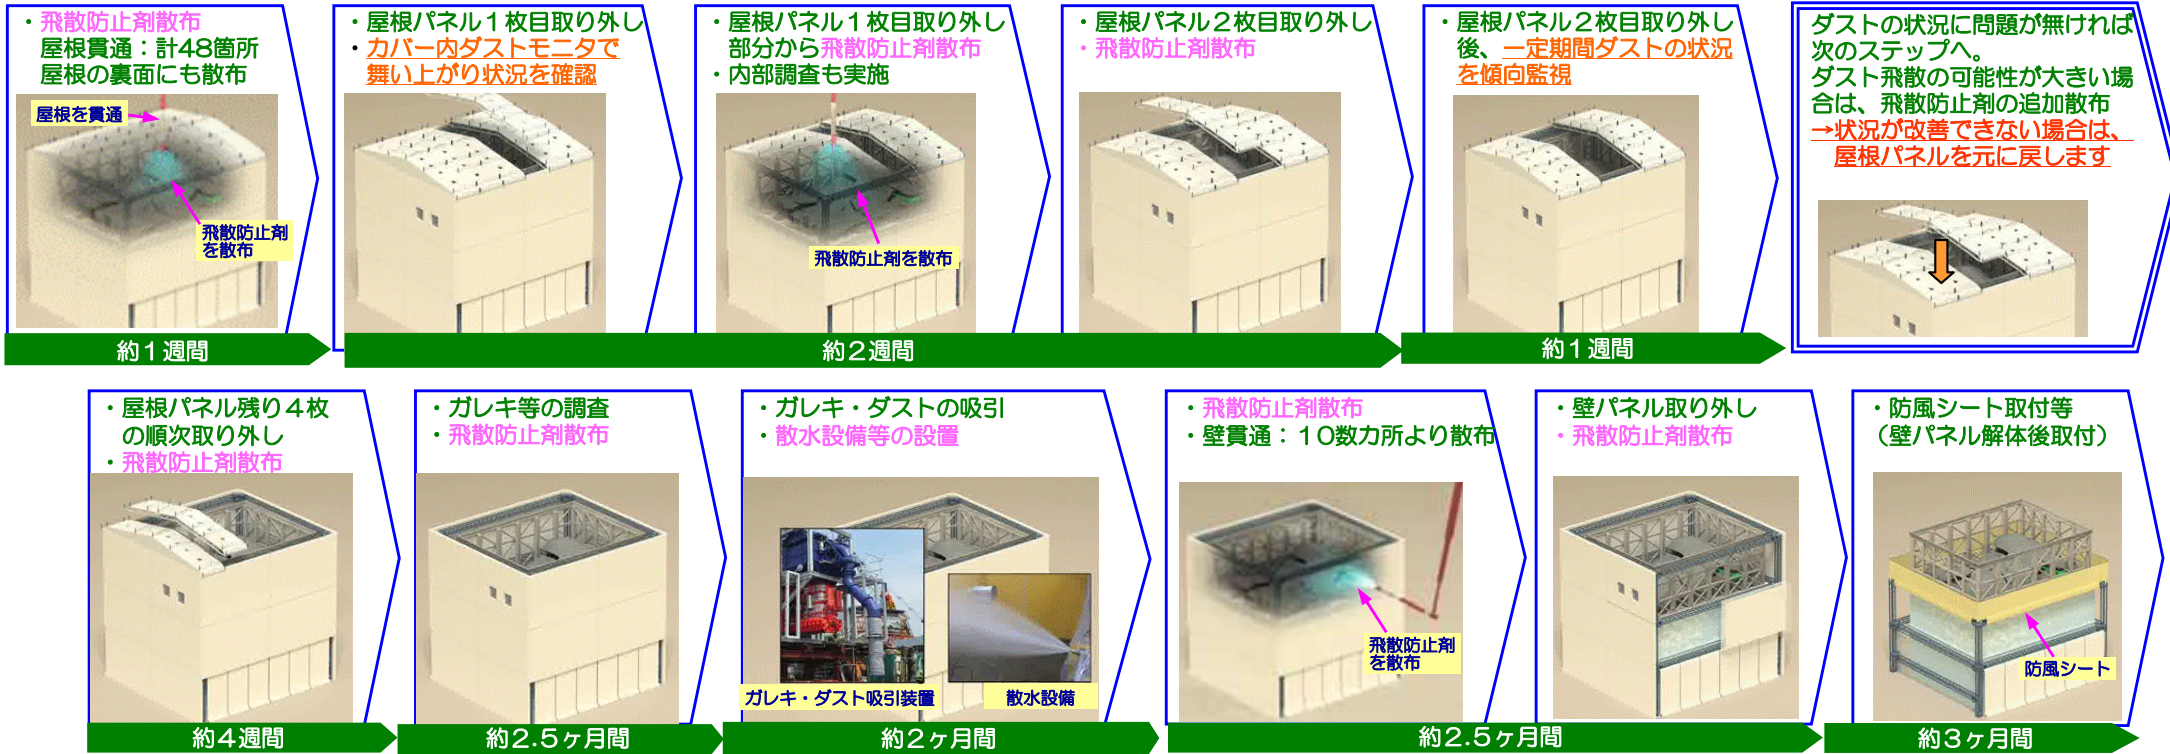 ・飛散防止剤散布
屋根貫通：計48箇所
屋根の裏面にも散布
屋根を貫通
飛散防止剤
を散布
・屋根パネル１枚目取り外し
・カバー内ダストモニタで
舞い上がり状況を確認
・屋根パネル１枚目取り外し
部分から飛散防止剤散布
・内部調査も実施
飛散防止剤を散布
・屋根パネル２枚目取り外し
・飛散防止剤散布
・屋根パネル２枚目取り外し
後、一定期間ダストの状況
を傾向監視
ダストの状況に問題が無ければ
次のステップへ。
ダスト飛散の可能性が大きい場
合は、飛散防止剤の追加散布
→状況が改善できない場合は、
屋根パネルを元に戻します
約１週間
約２週間
約１週間
・屋根パネル残り４枚
の順次取り外し
・飛散防止剤散布
・ガレキ等の調査
・飛散防止剤散布
・ガレキ・ダストの吸引
・散水設備等の設置
ガレキ・ダスト吸引装置
散水設備
・飛散防止剤散布
・壁貫通：１０数カ所より散布
飛散防止剤
を散布
・壁パネル取り外し
・飛散防止剤散布
・防風シート取付等
（壁パネル解体後取付）
防風シート
約４週間
約２.５ヶ月間
約２ヶ月間
約２.５ヶ月間
約３ヶ月間